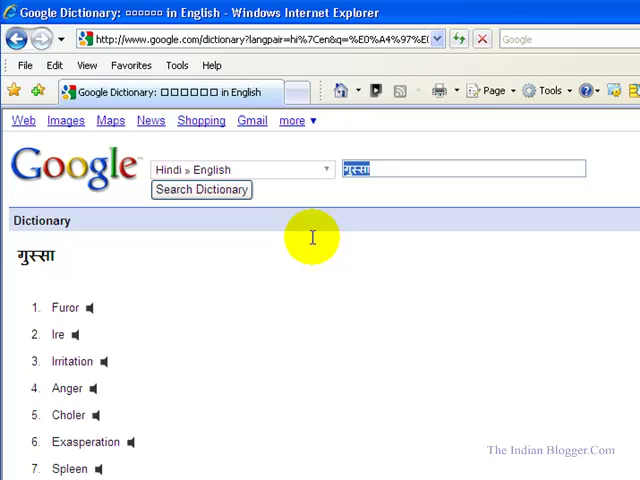 Google Dictionary: □□□□□□ in English - Windows Internet Explorer
http://www.google.com/dictionary?langpair=hi%7Cen&q=%E0%A4%97%E
Google
File Edit View Favorites Tools Help
Google Dictionary: □□□□□□ in English
Page Tools
Web Images Maps News Shopping Gmail more
Google
Hindi » English
गुस्सा
Search Dictionary
Dictionary
गुस्सा
1. Furor
2. Ire
3. Irritation
4. Anger
5. Choler
6. Exasperation
7. Spleen
The Indian Blogger.Com